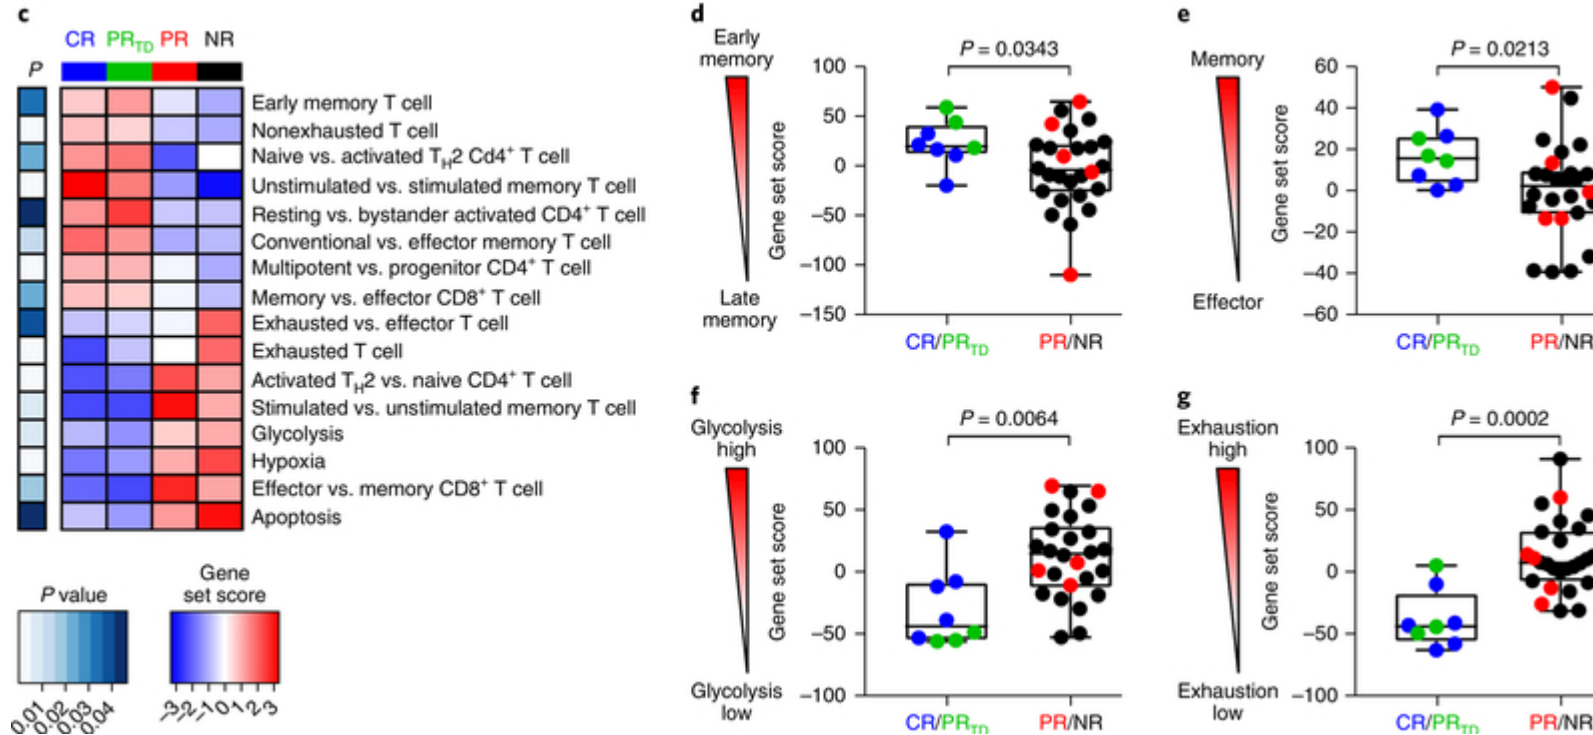 c
CR PR_TD PR NR
P
Early memory T cell
Nonexhausted T cell
Naive vs. activated T_H2 Cd4⁺ T cell
Unstimulated vs. stimulated memory T cell
Resting vs. bystander activated CD4⁺ T cell
Conventional vs. effector memory T cell
Multipotent vs. progenitor CD4⁺ T cell
Memory vs. effector CD8⁺ T cell
Exhausted vs. effector T cell
Exhausted T cell
Activated T_H2 vs. naive CD4⁺ T cell
Stimulated vs. unstimulated memory T cell
Glycolysis
Hypoxia
Effector vs. memory CD8⁺ T cell
Apoptosis
P value
0.01 0.02 0.03 0.04
Gene
set score
−3 −2 −1 0 1 2 3
d
Early
memory
Late
memory
P = 0.0343
Gene set score
100
50
0
−50
−100
−150
CR/PR_TD PR/NR
e
Memory
Effector
P = 0.0213
Gene set score
60
40
20
0
−20
−40
−60
CR/PR_TD PR/NR
f
Glycolysis
high
Glycolysis
low
P = 0.0064
Gene set score
100
50
0
−50
−100
CR/PR_TD PR/NR
g
Exhaustion
high
Exhaustion
low
P = 0.0002
Gene set score
100
50
0
−50
−100
CR/PR_TD PR/NR